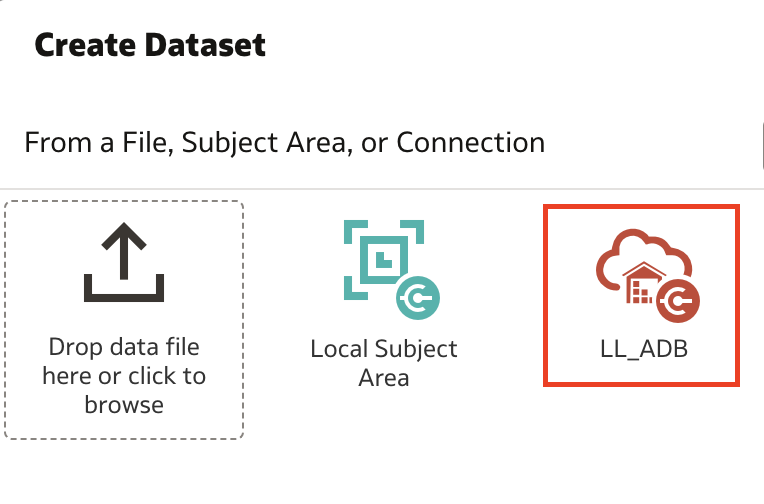 Create Dataset
From a File, Subject Area, or Connection
Drop data file
here or click to
browse
Local Subject
Area
LL_ADB